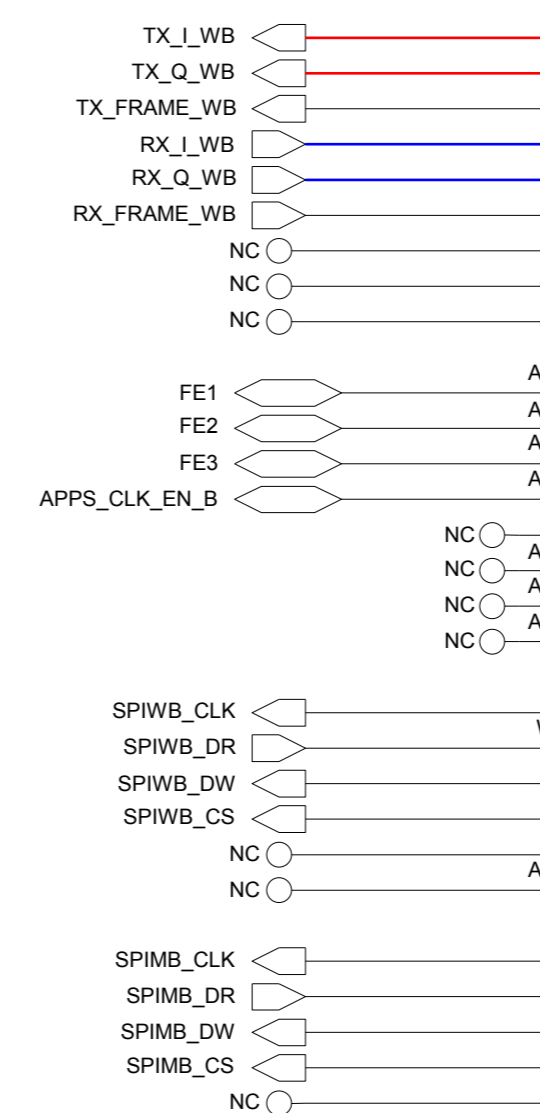 TX_I_WB
TX_Q_WB
TX_FRAME_WB
RX_I_WB
RX_Q_WB
RX_FRAME_WB
NC
NC
NC
A
FE1
A
FE2
A
FE3
A
APPS_CLK_EN_B
NC
A
NC
A
NC
A
NC
SPIWB_CLK
SPIWB_DR
SPIWB_DW
SPIWB_CS
NC
A
NC
SPIMB_CLK
SPIMB_DR
SPIMB_DW
SPIMB_CS
NC